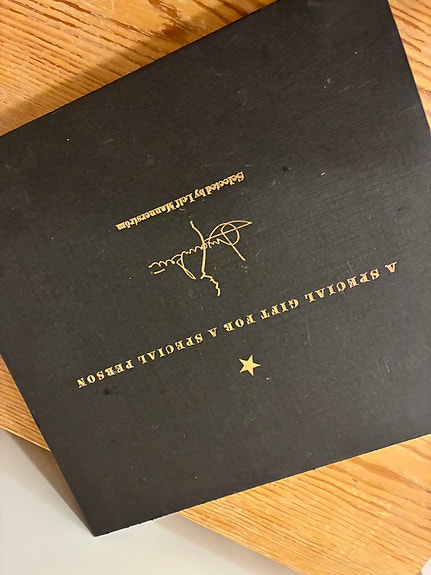 A SPECIAL GIFT FOR A SPECIAL PERSON
Selected by Leif Mannerström